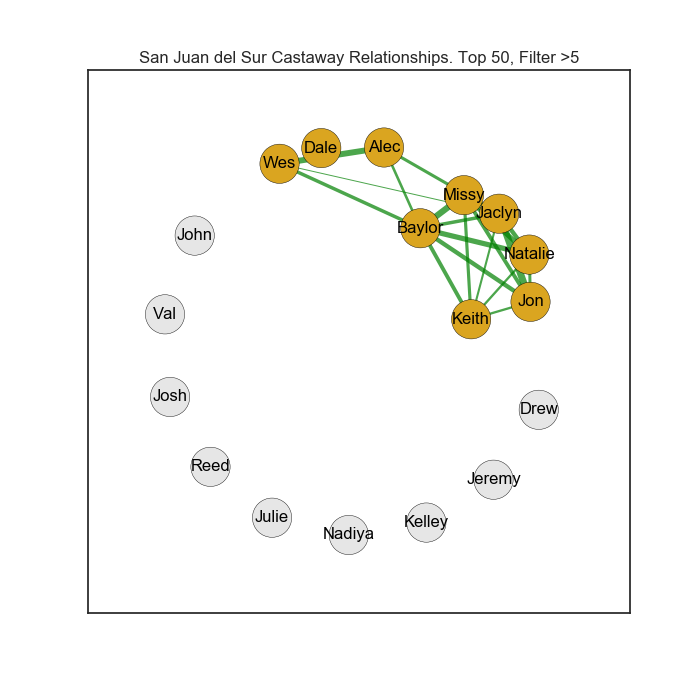 San Juan del Sur Castaway Relationships. Top 50, Filter >5
Alec
Dale
Wes
Missy
Jaclyn
Baylor
John
Natalie
Jon
Val
Keith
Josh
Drew
Reed
Jeremy
Julie
Kelley
Nadiya